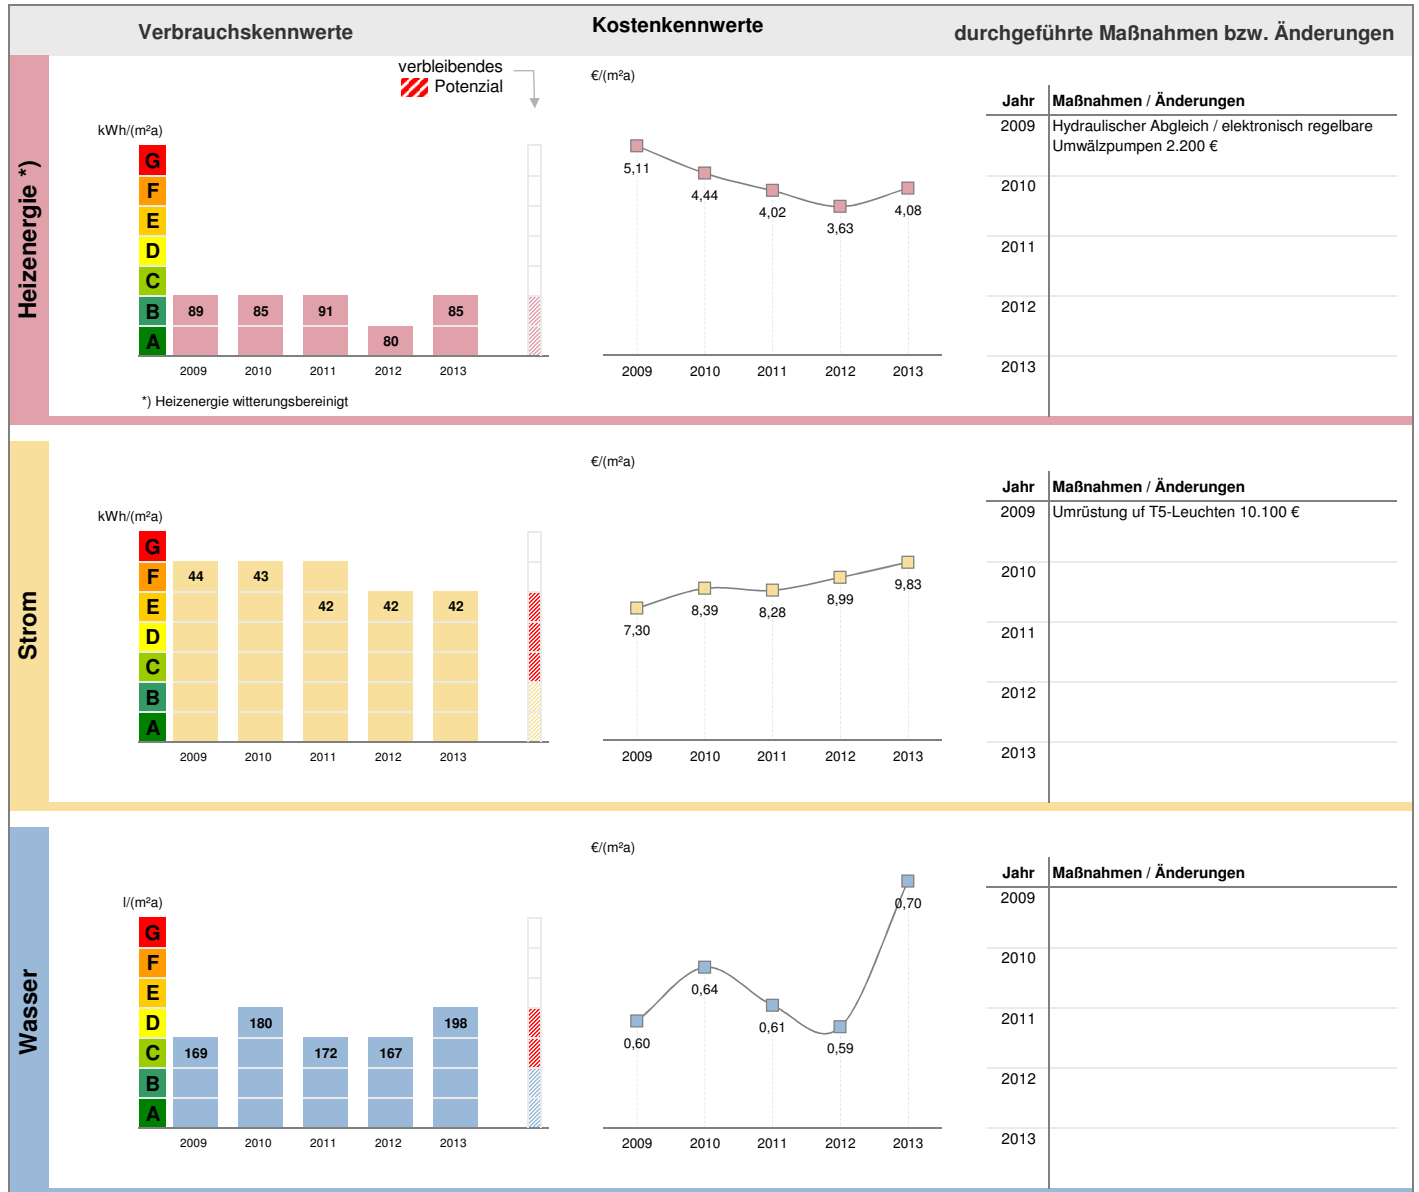 Verbrauchskennwerte
Kostenkennwerte
durchgeführte Maßnahmen bzw. Änderungen
Heizenergie *)
verbleibendes
Potenzial
kWh/(m²a)
G
F
E
D
C
B
A
89
85
91
80
85
2009
2010
2011
2012
2013
*) Heizenergie witterungsbereinigt
€/(m²a)
5,11
4,44
4,02
3,63
4,08
2009
2010
2011
2012
2013
Jahr Maßnahmen / Änderungen
2009 Hydraulischer Abgleich / elektronisch regelbare
Umwälzpumpen 2.200 €
2010
2011
2012
2013
Strom
kWh/(m²a)
G
F
E
D
C
B
A
44
43
42
42
42
2009
2010
2011
2012
2013
€/(m²a)
7,30
8,39
8,28
8,99
9,83
2009
2010
2011
2012
2013
Jahr Maßnahmen / Änderungen
2009 Umrüstung uf T5-Leuchten 10.100 €
2010
2011
2012
2013
Wasser
l/(m²a)
G
F
E
D
C
B
A
169
180
172
167
198
2009
2010
2011
2012
2013
€/(m²a)
0,60
0,64
0,61
0,59
0,70
2009
2010
2011
2012
2013
Jahr Maßnahmen / Änderungen
2009
2010
2011
2012
2013